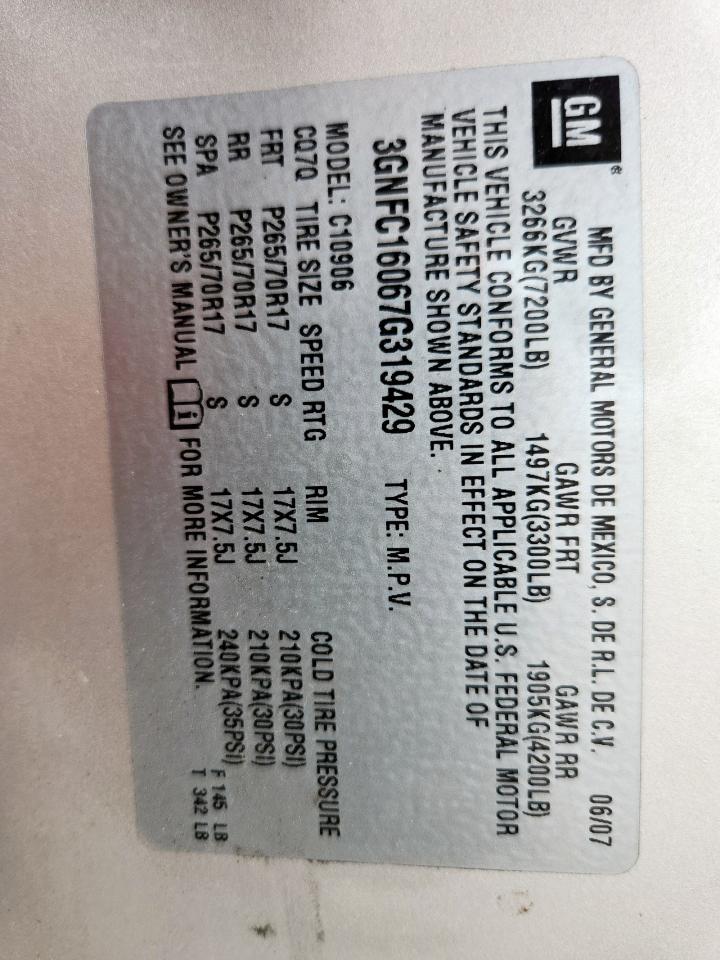 GM®
MFD BY GENERAL MOTORS DE MEXICO, S. DE R.L. DE C.V. 06/07
GVWR GAWR FRT GAWR RR
3266KG(7200LB) 1497KG(3300LB) 1905KG(4200LB)
THIS VEHICLE CONFORMS TO ALL APPLICABLE U.S. FEDERAL MOTOR
VEHICLE SAFETY STANDARDS IN EFFECT ON THE DATE OF
MANUFACTURE SHOWN ABOVE.
3GNFC16067G319429 TYPE: M.P.V.
MODEL: C10906
CQ7Q TIRE SIZE SPEED RTG RIM COLD TIRE PRESSURE
FRT P265/70R17 S 17X7.5J 210KPA(30PSI)
RR P265/70R17 S 17X7.5J 210KPA(30PSI)
SPA P265/70R17 S 17X7.5J 240KPA(35PSI) F 145 LB
SEE OWNER'S MANUAL i FOR MORE INFORMATION. T 342 LB